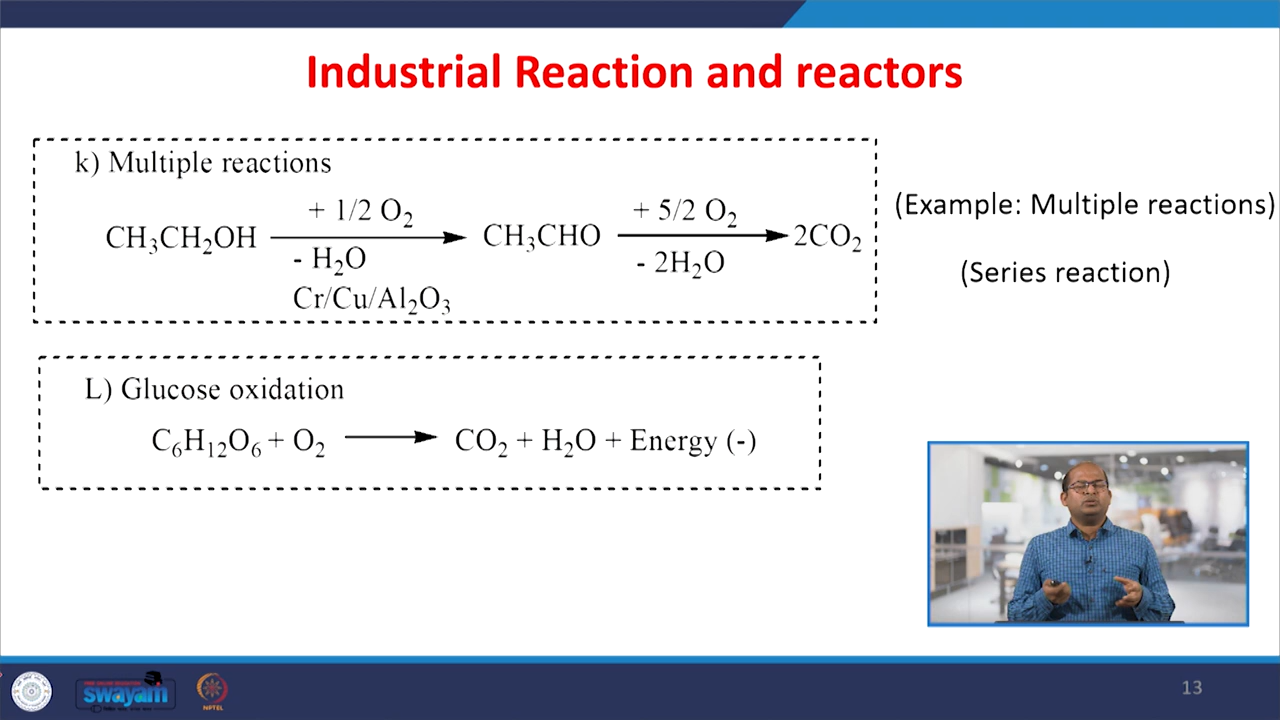 Industrial Reaction and reactors
k) Multiple reactions
CH₃CH₂OH + 1/2 O₂ - H₂O Cr/Cu/Al₂O₃ CH₃CHO + 5/2 O₂ - 2H₂O 2CO₂
(Example: Multiple reactions)
(Series reaction)
L) Glucose oxidation
C₆H₁₂O₆ + O₂ ⟶ CO₂ + H₂O + Energy (-)
swayam
NPTEL
13